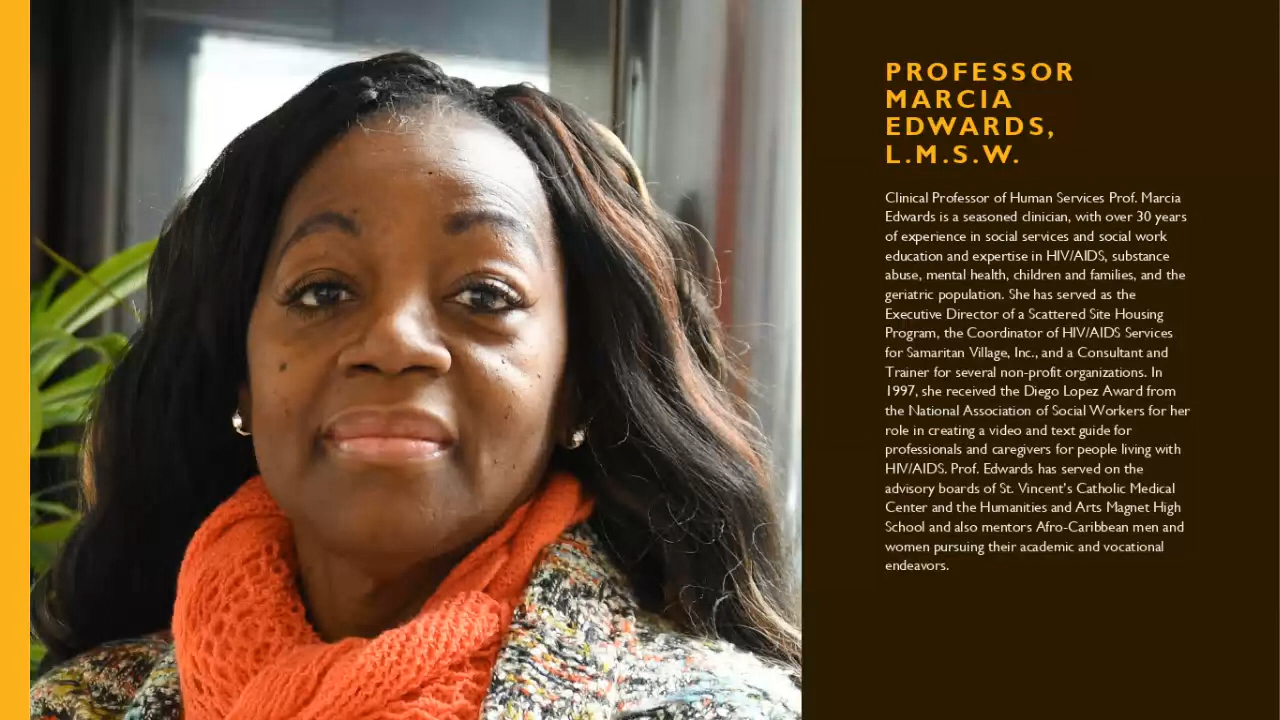 PROFESSOR
MARCIA
EDWARDS,
L.M.S.W.
Clinical Professor of Human Services Prof. Marcia
Edwards is a seasoned clinician, with over 30 years
of experience in social services and social work
education and expertise in HIV/AIDS, substance
abuse, mental health, children and families, and the
geriatric population. She has served as the
Executive Director of a Scattered Site Housing
Program, the Coordinator of HIV/AIDS Services
for Samaritan Village, Inc., and a Consultant and
Trainer for several non-profit organizations. In
1997, she received the Diego Lopez Award from
the National Association of Social Workers for her
role in creating a video and text guide for
professionals and caregivers for people living with
HIV/AIDS. Prof. Edwards has served on the
advisory boards of St. Vincent's Catholic Medical
Center and the Humanities and Arts Magnet High
School and also mentors Afro-Caribbean men and
women pursuing their academic and vocational
endeavors.